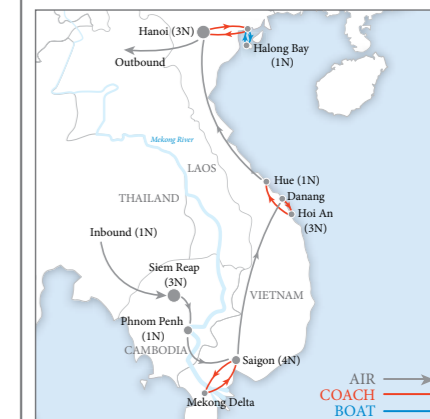 Hanoi (3N)
Halong Bay
(1N)
Outbound
Mekong River
LAOS
Hue (1N)
THAILAND
Danang
Hoi An
(3N)
Inbound (1N)
Siem Reap
(3N)
VIETNAM
Phnom Penh
(1N)
CAMBODIA
Saigon (4N)
Mekong Delta
AIR
COACH
BOAT